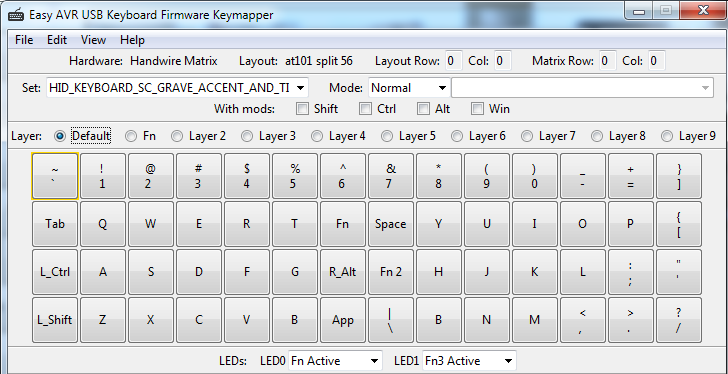 Easy AVR USB Keyboard Firmware Keymapper
File Edit View Help
Hardware: Handwire Matrix Layout: at101 split 56 Layout Row: 0 Col: 0 Matrix Row: 0 Col: 0
Set: HID_KEYBOARD_SC_GRAVE_ACCENT_AND_TI Mode: Normal
With mods: Shift Ctrl Alt Win
Layer: Default Fn Layer 2 Layer 3 Layer 4 Layer 5 Layer 6 Layer 7 Layer 8 Layer 9
~ ! @ # $ % ^ & * ( ) _ + }
` 1 2 3 4 5 6 7 8 9 0 - = ]
Tab Q W E R T Fn Space Y U I O P { [
L_Ctrl A S D F G R_Alt Fn 2 H J K L : ; " '
L_Shift Z X C V B App | \ B N M < , > . ? /
LEDs: LED0 Fn Active LED1 Fn3 Active